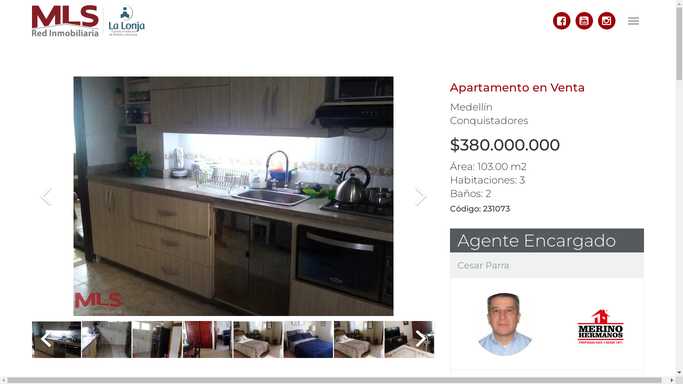 MLS
Red Inmobiliaria
La Lonja
Apartamento en Venta
Medellín
Conquistadores
$380.000.000
Área: 103.00 m2
Habitaciones: 3
Baños: 2
Código: 231073
Agente Encargado
Cesar Parra
MLS
MERINO
HERMANOS